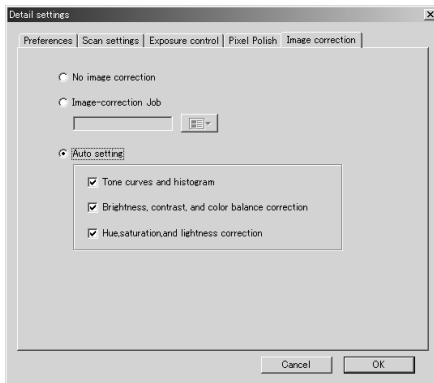 Detail settings
Preferences Scan settings Exposure control Pixel Polish Image correction
No image correction
Image-correction Job
Auto setting
Tone curves and histogram
Brightness, contrast, and color balance correction
Hue,saturation,and lightness correction
Cancel OK